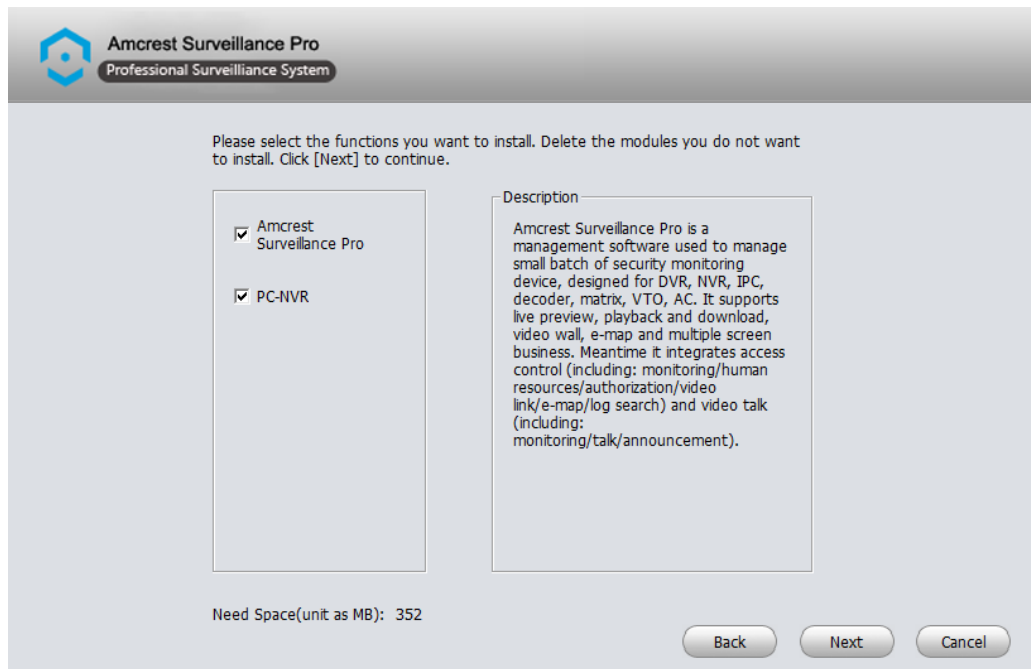 Amcrest Surveillance Pro
Professional Surveilliance System
Please select the functions you want to install. Delete the modules you do not want
to install. Click [Next] to continue.
Amcrest
Surveillance Pro
PC-NVR
Description
Amcrest Surveillance Pro is a
management software used to manage
small batch of security monitoring
device, designed for DVR, NVR, IPC,
decoder, matrix, VTO, AC. It supports
live preview, playback and download,
video wall, e-map and multiple screen
business. Meantime it integrates access
control (including: monitoring/human
resources/authorization/video
link/e-map/log search) and video talk
(including:
monitoring/talk/announcement).
Need Space(unit as MB): 352
Back
Next
Cancel